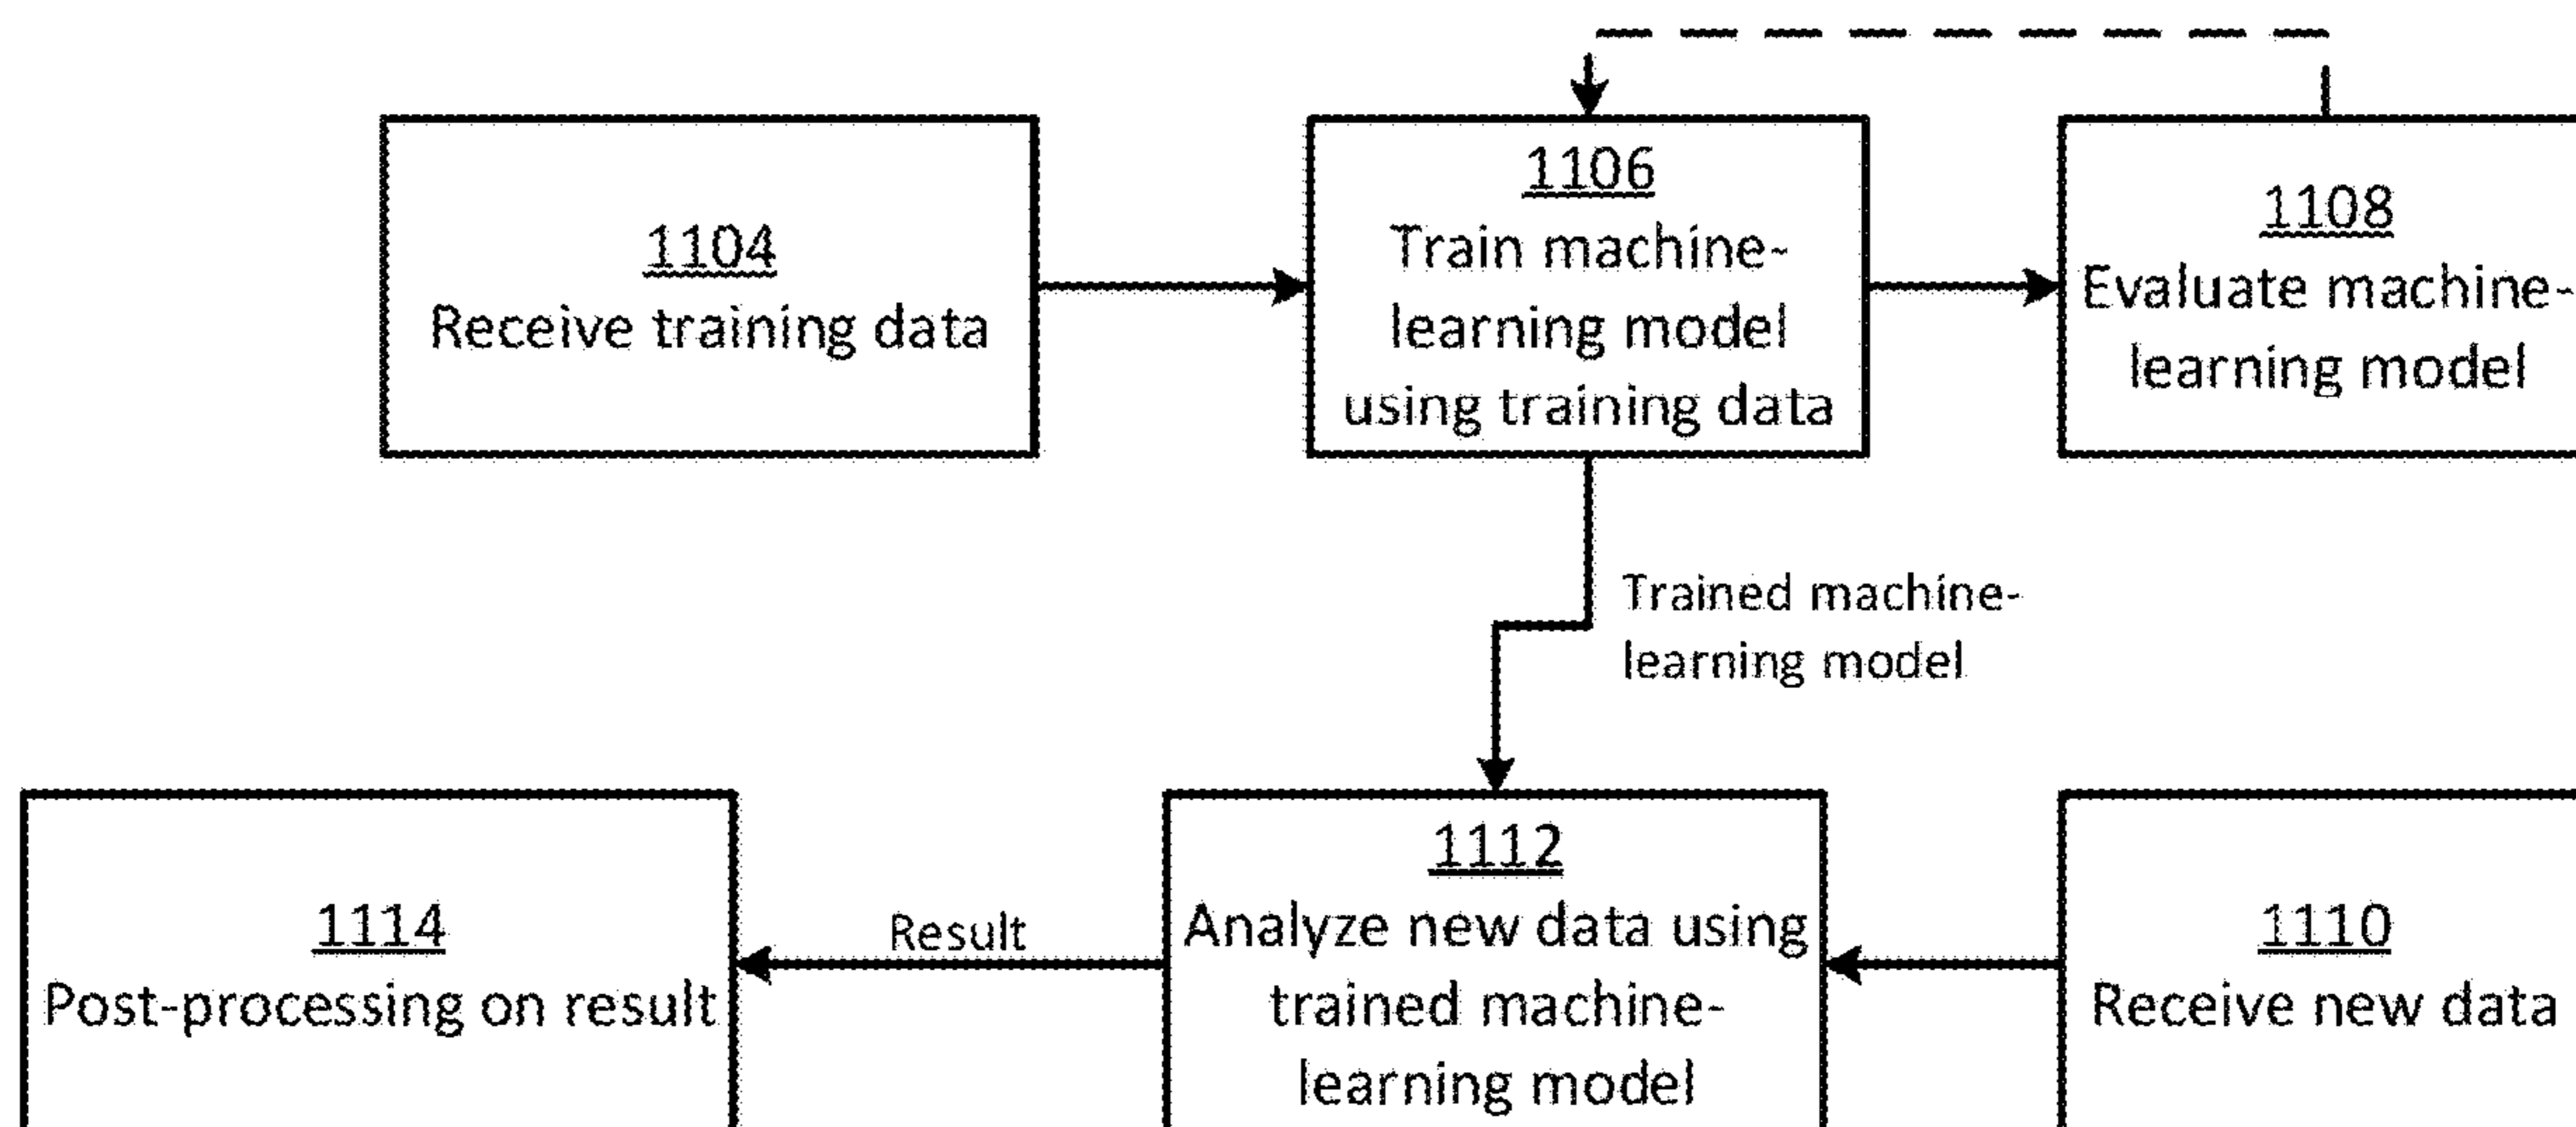 1104
Receive training data
1106
Train machine-
learning model
using training data
1108
Evaluate machine-
learning model
Trained machine-
learning model
1114
Post-processing on result
Result
1112
Analyze new data using
trained machine-
learning model
1110
Receive new data